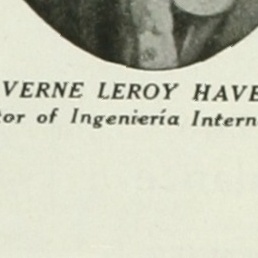 VERNE LEROY HAVE
tor of Ingeniería Intern